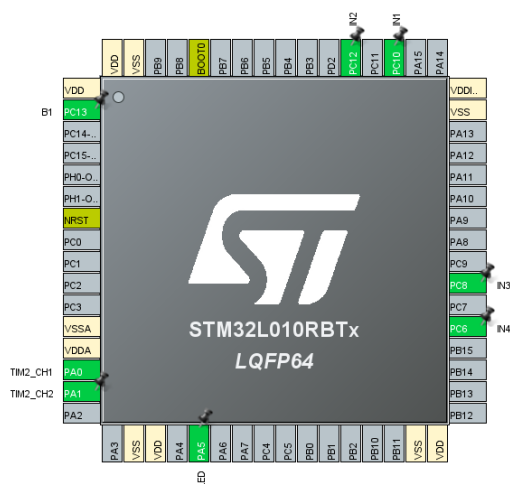 IN2
IN1
VDD
VSS
PB9
PB8
BOOT0
PB7
PB6
PB5
PB4
PB3
PD2
PC12
PC11
PC10
PA15
PA14
VDD
B1
PC13
PC14-..
PC15-..
PH0-O..
PH1-O..
NRST
PC0
PC1
PC2
PC3
VSSA
VDDA
TIM2_CH1
PA0
TIM2_CH2
PA1
PA2
ST
STM32L010RBTx
LQFP64
VDDI..
VSS
PA13
PA12
PA11
PA10
PA9
PA8
PC9
PC8
IN3
PC7
PC6
IN4
PB15
PB14
PB13
PB12
PA3
VSS
VDD
PA4
PA5
PA6
PA7
PC4
PC5
PB0
PB1
PB2
PB10
PB11
VSS
VDD
.ED